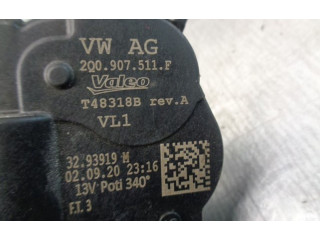 VW AG
2Q0.907.511.F
Valeo
T48318B rev.A
VL1
32.93919 M
02.09.20 23:16
13V Poti 340°
F.I. 3